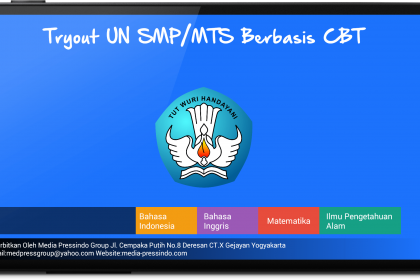 Tryout UN SMP/MTS Berbasis CBT
TUT WURI HANDAYANI
Bahasa
Indonesia
Bahasa
Inggris
Matematika
Ilmu Pengetahuan
Alam
rbitkan Oleh Media Pressindo Group Jl. Cempaka Putih No.8 Deresan CT.X Gejayan Yogyakarta
ail:medpressgroup@yahoo.com Website:media-pressindo.com